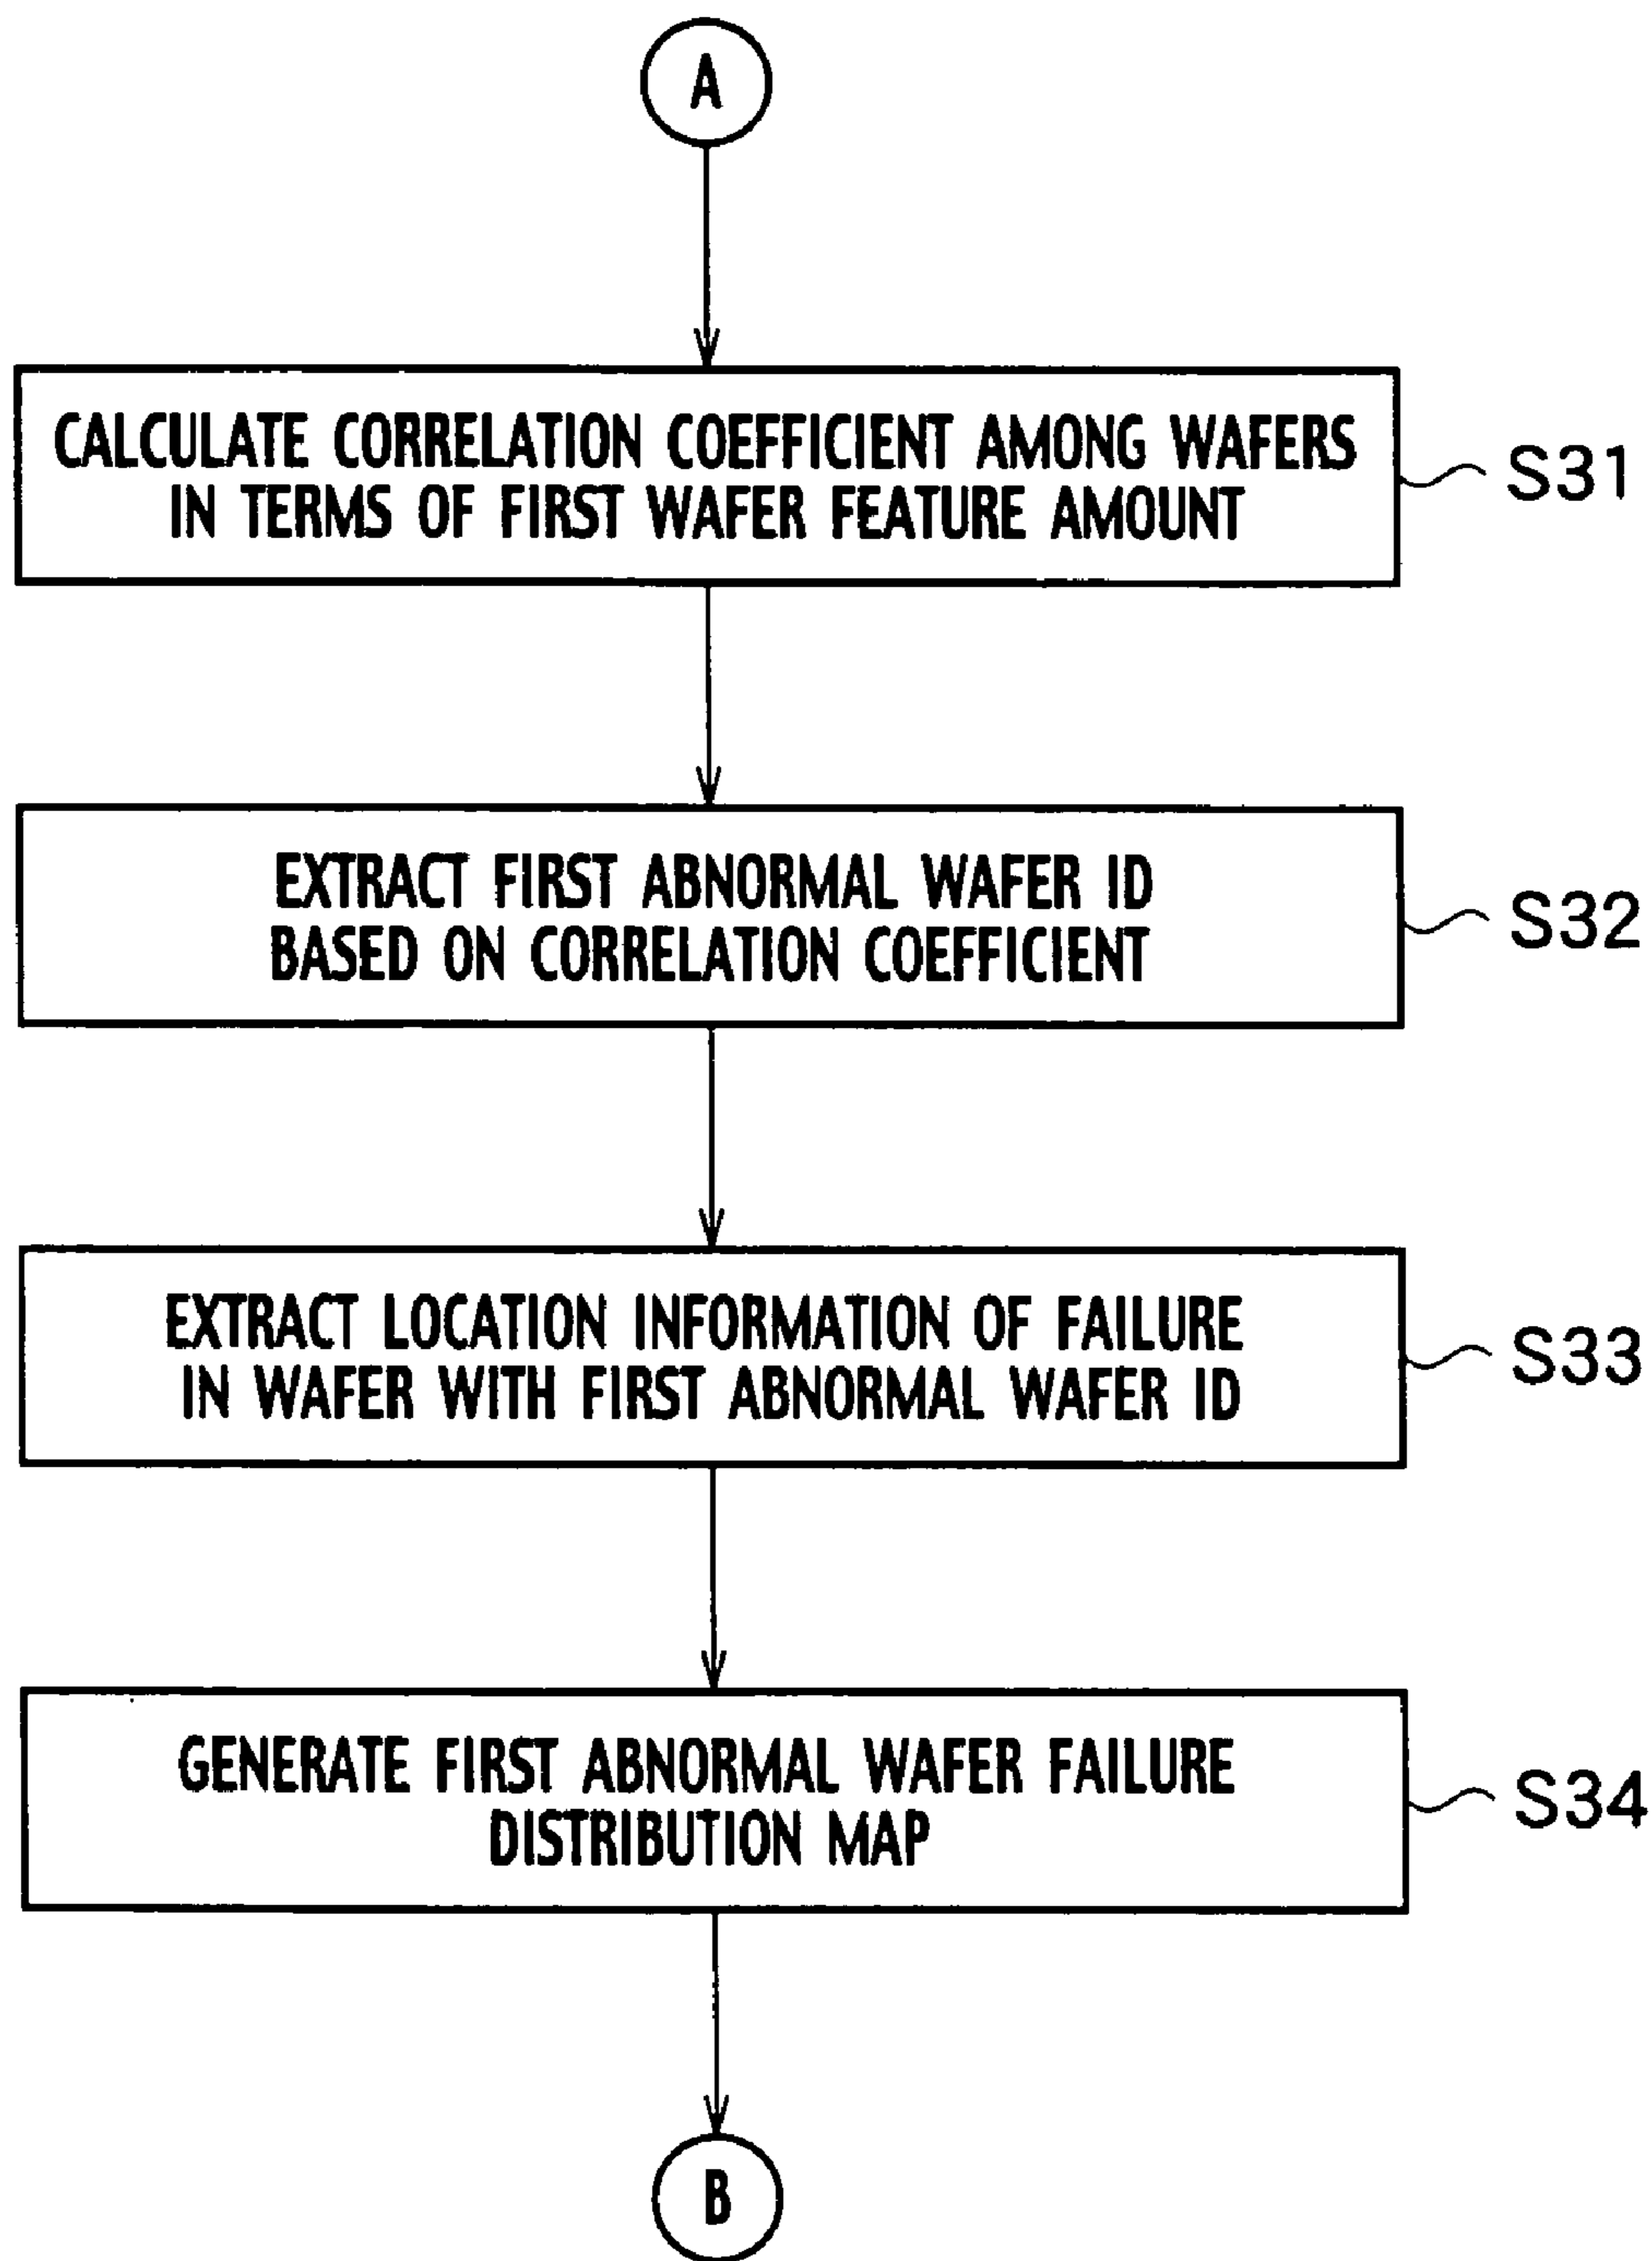 A
CALCULATE CORRELATION COEFFICIENT AMONG WAFERS
IN TERMS OF FIRST WAFER FEATURE AMOUNT
S31
EXTRACT FIRST ABNORMAL WAFER ID
BASED ON CORRELATION COEFFICIENT
S32
EXTRACT LOCATION INFORMATION OF FAILURE
IN WAFER WITH FIRST ABNORMAL WAFER ID
S33
GENERATE FIRST ABNORMAL WAFER FAILURE
DISTRIBUTION MAP
S34
B